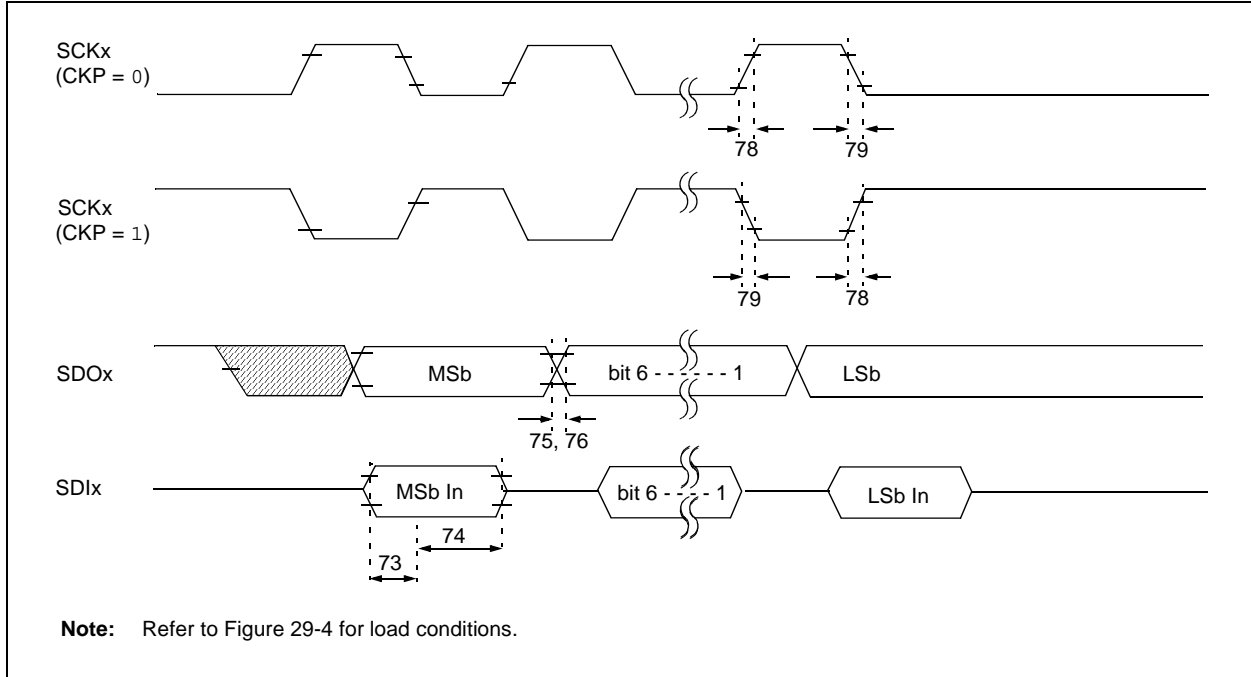 SCKx
(CKP = 0)
78
79
SCKx
(CKP = 1)
79
78
SDOx
MSb
bit 6 - - - - - - 1
LSb
75, 76
SDIx
MSb In
bit 6 - - - - 1
LSb In
74
73
Note: Refer to Figure 29-4 for load conditions.